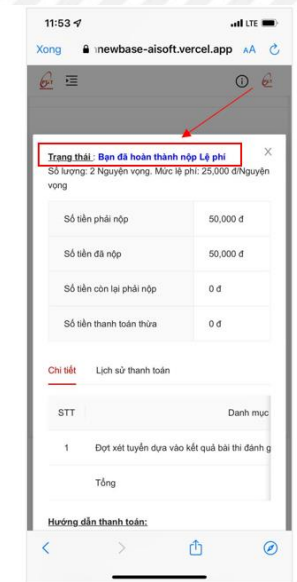 11:53
LTE
Xong
newbase-aisoft.vercel.app
AA
Trạng thái : Bạn đã hoàn thành nộp Lệ phí
X
Số lượng: 2 Nguyện vọng. Mức lệ phí: 25,000 đ/Nguyện
vọng
Số tiền phải nộp 50,000 đ
Số tiền đã nộp 50,000 đ
Số tiền còn lại phải nộp 0 đ
Số tiền thanh toán thừa 0 đ
Chi tiết Lịch sử thanh toán
STT Danh mục
1 Đợt xét tuyển dựa vào kết quả bài thi đánh g
Tổng
Hướng dẫn thanh toán: